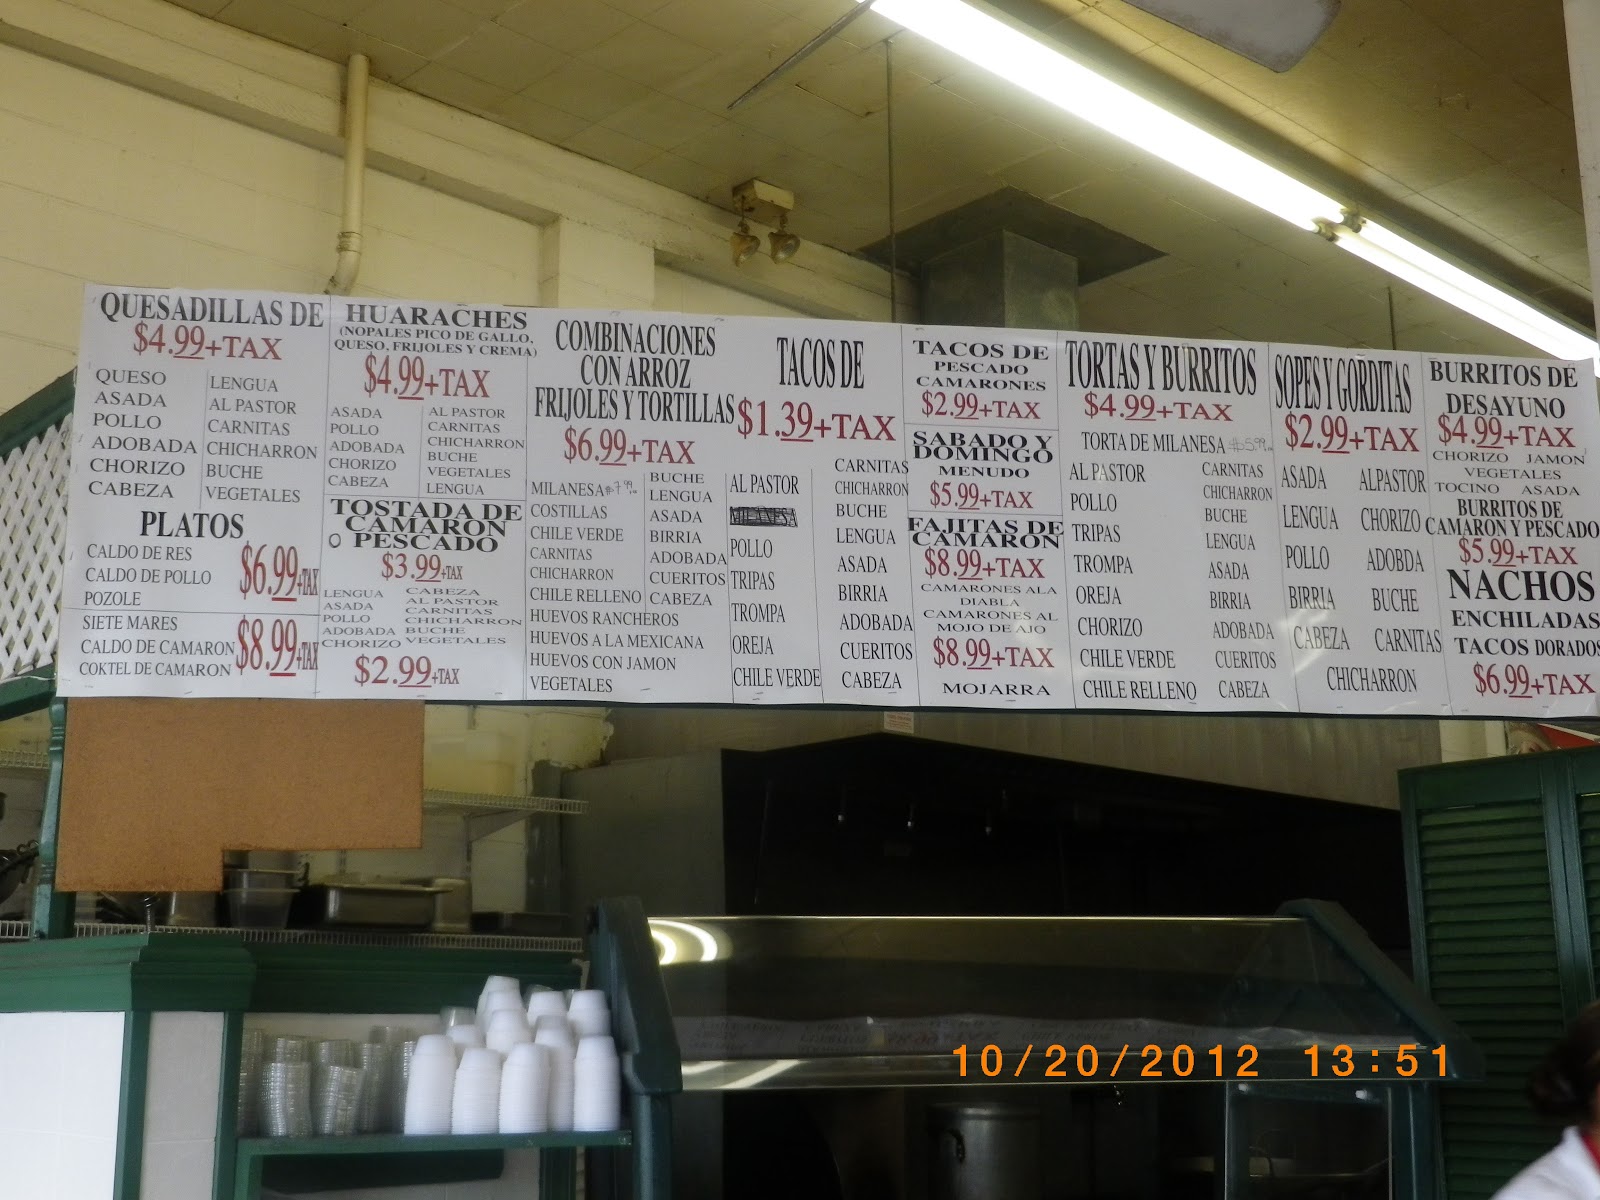 QUESADILLAS DE
$4.99+TAX
QUESO
ASADA
POLLO
ADOBADA
CHORIZO
CABEZA
LENGUA
AL PASTOR
CARNITAS
CHICHARRON
BUCHE
VEGETALES
PLATOS
CALDO DE RES
CALDO DE POLLO
POZOLE
$6.99+TAX
SIETE MARES
CALDO DE CAMARON
COKTEL DE CAMARON
$8.99+TAX
HUARACHES
(NOPALES PICO DE GALLO,
QUESO, FRIJOLES Y CREMA)
$4.99+TAX
ASADA
POLLO
ADOBADA
CHORIZO
CABEZA
AL PASTOR
CARNITAS
CHICHARRON
BUCHE
VEGETALES
LENGUA
TOSTADA DE
CAMARON
O PESCADO
$3.99+TAX
LENGUA
ASADA
POLLO
ADOBADA
CHORIZO
CABEZA
AL PASTOR
CARNITAS
CHICHARRON
BUCHE
VEGETALES
$2.99+TAX
COMBINACIONES
CON ARROZ
FRIJOLES Y TORTILLAS
$6.99+TAX
MILANESA $7.99
COSTILLAS
CHILE VERDE
CARNITAS
CHICHARRON
CHILE RELLENO
HUEVOS RANCHEROS
HUEVOS A LA MEXICANA
HUEVOS CON JAMON
VEGETALES
BUCHE
LENGUA
ASADA
BIRRIA
ADOBADA
CUERITOS
CABEZA
TACOS DE
$1.39+TAX
AL PASTOR
POLLO
TRIPAS
TROMPA
OREJA
CHILE VERDE
CARNITAS
CHICHARRON
BUCHE
LENGUA
ASADA
BIRRIA
ADOBADA
CUERITOS
CABEZA
TACOS DE
PESCADO
CAMARONES
$2.99+TAX
SABADO Y
DOMINGO
MENUDO
$5.99+TAX
FAJITAS DE
CAMARON
$8.99+TAX
CAMARONES ALA
DIABLA
CAMARONES AL
MOJO DE AJO
$8.99+TAX
MOJARRA
TORTAS Y BURRITOS
$4.99+TAX
TORTA DE MILANESA $5.99
AL PASTOR
POLLO
TRIPAS
TROMPA
OREJA
CHORIZO
CHILE VERDE
CHILE RELLENO
CARNITAS
CHICHARRON
BUCHE
LENGUA
ASADA
BIRRIA
ADOBADA
CUERITOS
CABEZA
SOPES Y GORDITAS
$2.99+TAX
ASADA ALPASTOR
LENGUA CHORIZO
POLLO ADOBDA
BIRRIA BUCHE
CABEZA CARNITAS
CHICHARRON
BURRITOS DE
DESAYUNO
$4.99+TAX
CHORIZO JAMON
VEGETALES
TOCINO ASADA
BURRITOS DE
CAMARON Y PESCADO
$5.99+TAX
NACHOS
ENCHILADAS
TACOS DORADOS
$6.99+TAX
10/20/2012 13:51